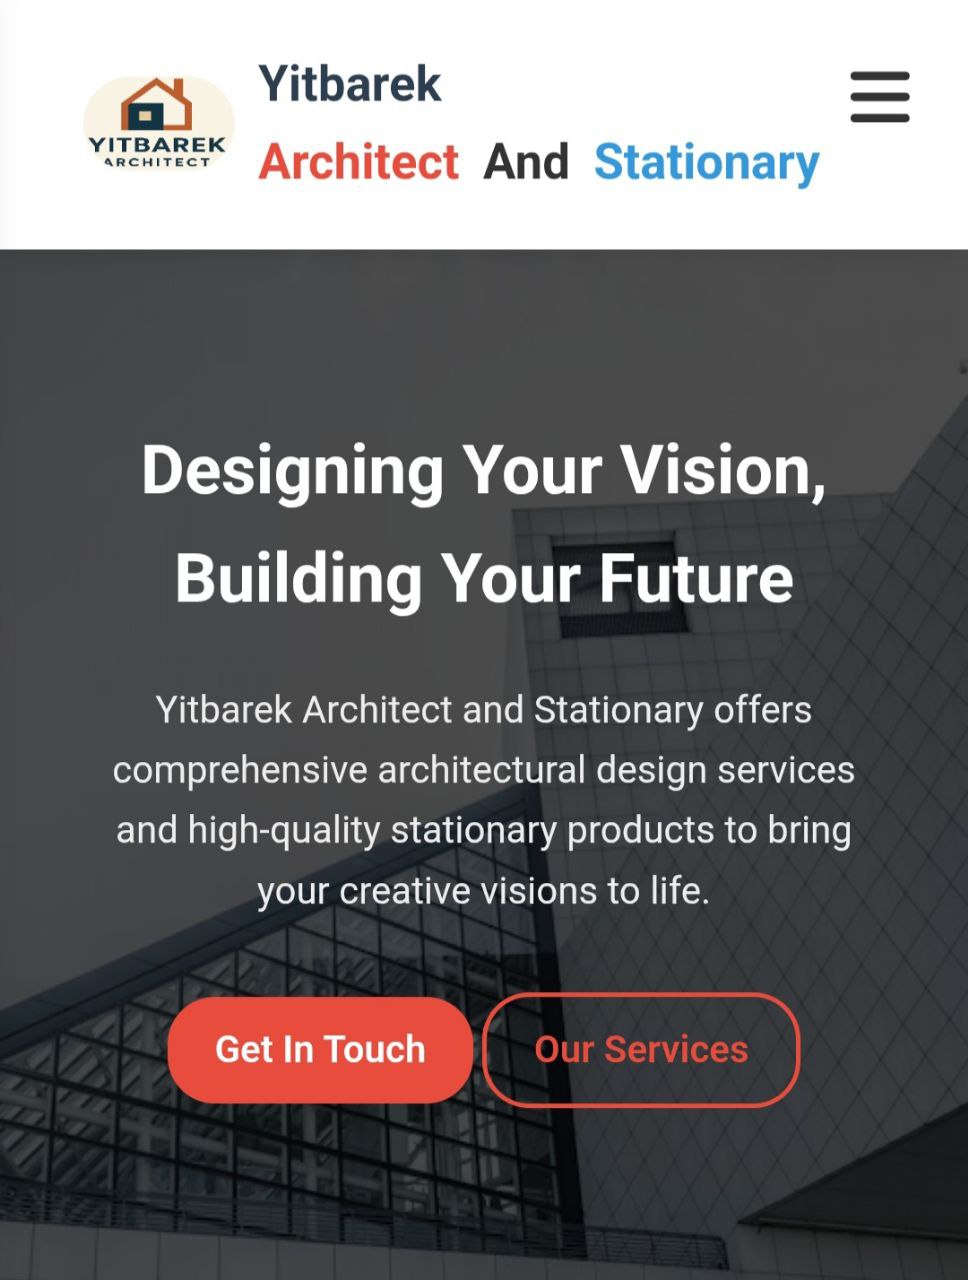 YITBAREK
ARCHITECT
Yitbarek
Architect And Stationary
Designing Your Vision,
Building Your Future
Yitbarek Architect and Stationary offers
comprehensive architectural design services
and high-quality stationary products to bring
your creative visions to life.
Get In Touch
Our Services